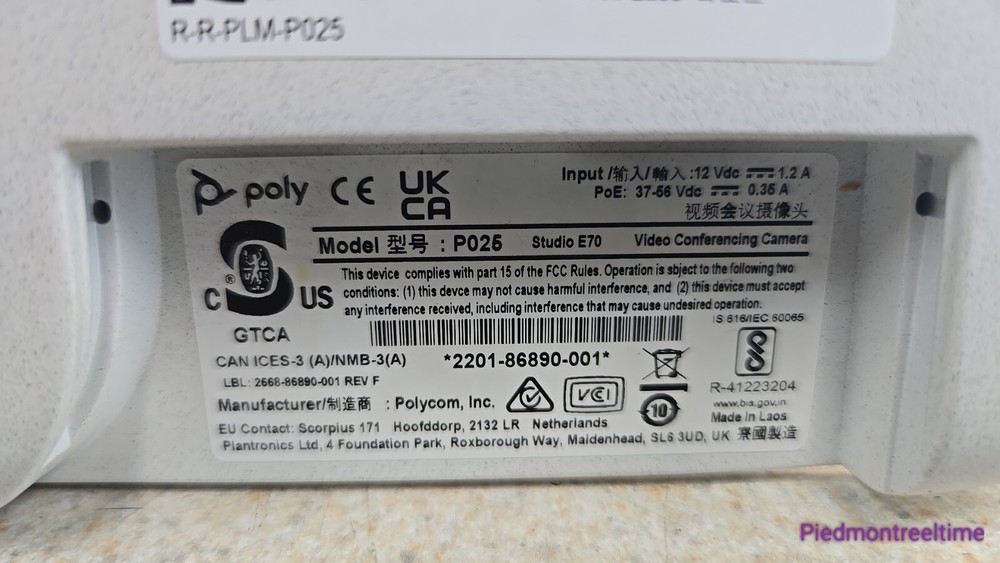 R-R-PLM-P025
poly CE UK CA
Input /输入/輸入 :12 Vdc 1.2 A
PoE: 37-56 Vdc 0.35 A
视频会议摄像头
Model 型号 : P025 Studio E70 Video Conferencing Camera
This device complies with part 15 of the FCC Rules. Operation is sbject to the following two
conditions: (1) this devce may not cause harmful interference, and (2) this device must accept
any interference received, including interference that may cause undesired operation.
C ® US
GTCA
IS 616/IEC 60065
CAN ICES-3 (A)/NMB-3(A)
*2201-86890-001*
LBL: 2668-86890-001 REV F
R-41223204
www.bis.gov.in
Manufacturer/制造商 : Polycom, Inc.
VCCI
10
Made in Laos
EU Contact: Scorpius 171 Hoofddorp, 2132 LR Netherlands
Plantronics Ltd, 4 Foundation Park, Roxborough Way, Maidenhead, SL6 3UD, UK 寮國製造
Piedmontreeltime